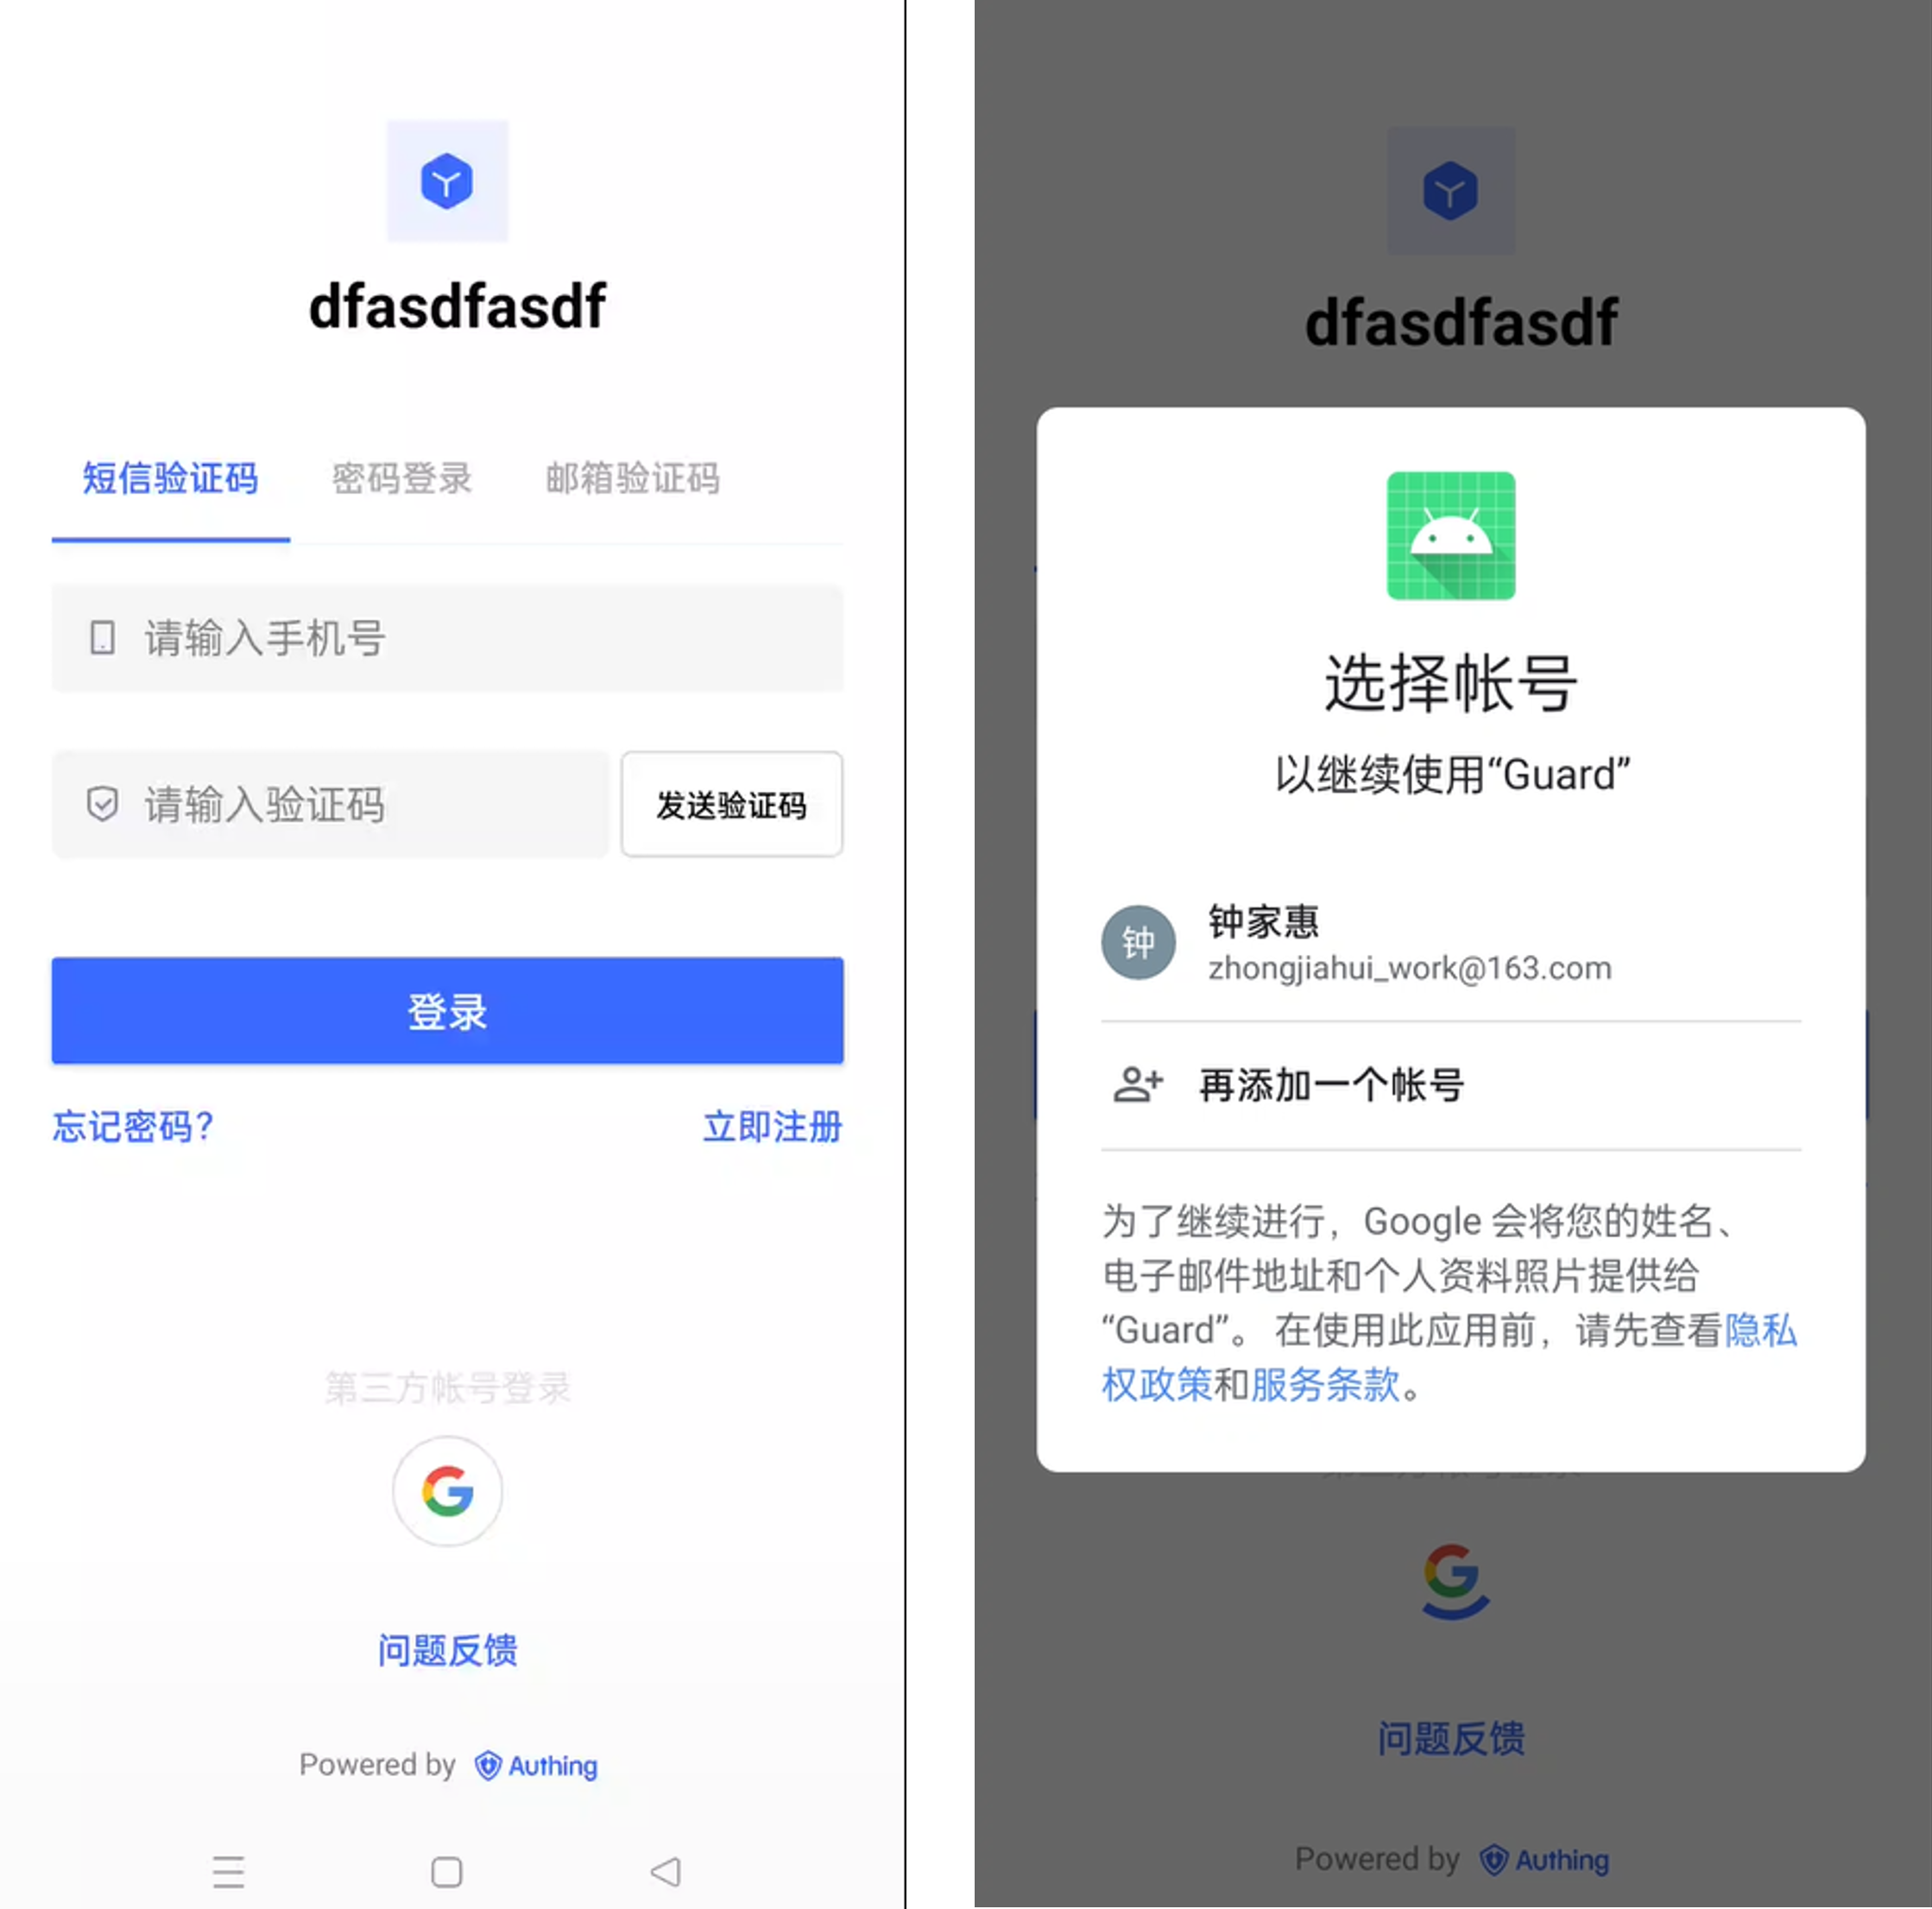 dfasdfasdf
短信验证码 密码登录 邮箱验证码
请输入手机号
请输入验证码 发送验证码
登录
忘记密码? 立即注册
第三方帐号登录
问题反馈
Powered by Authing
dfasdfasdf
选择帐号
以继续使用“Guard”
钟 钟家惠
zhongjiahui_work@163.com
再添加一个帐号
为了继续进行，Google 会将您的姓名、
电子邮件地址和个人资料照片提供给
“Guard”。 在使用此应用前，请先查看隐私
权政策和服务条款。
问题反馈
Powered by Authing